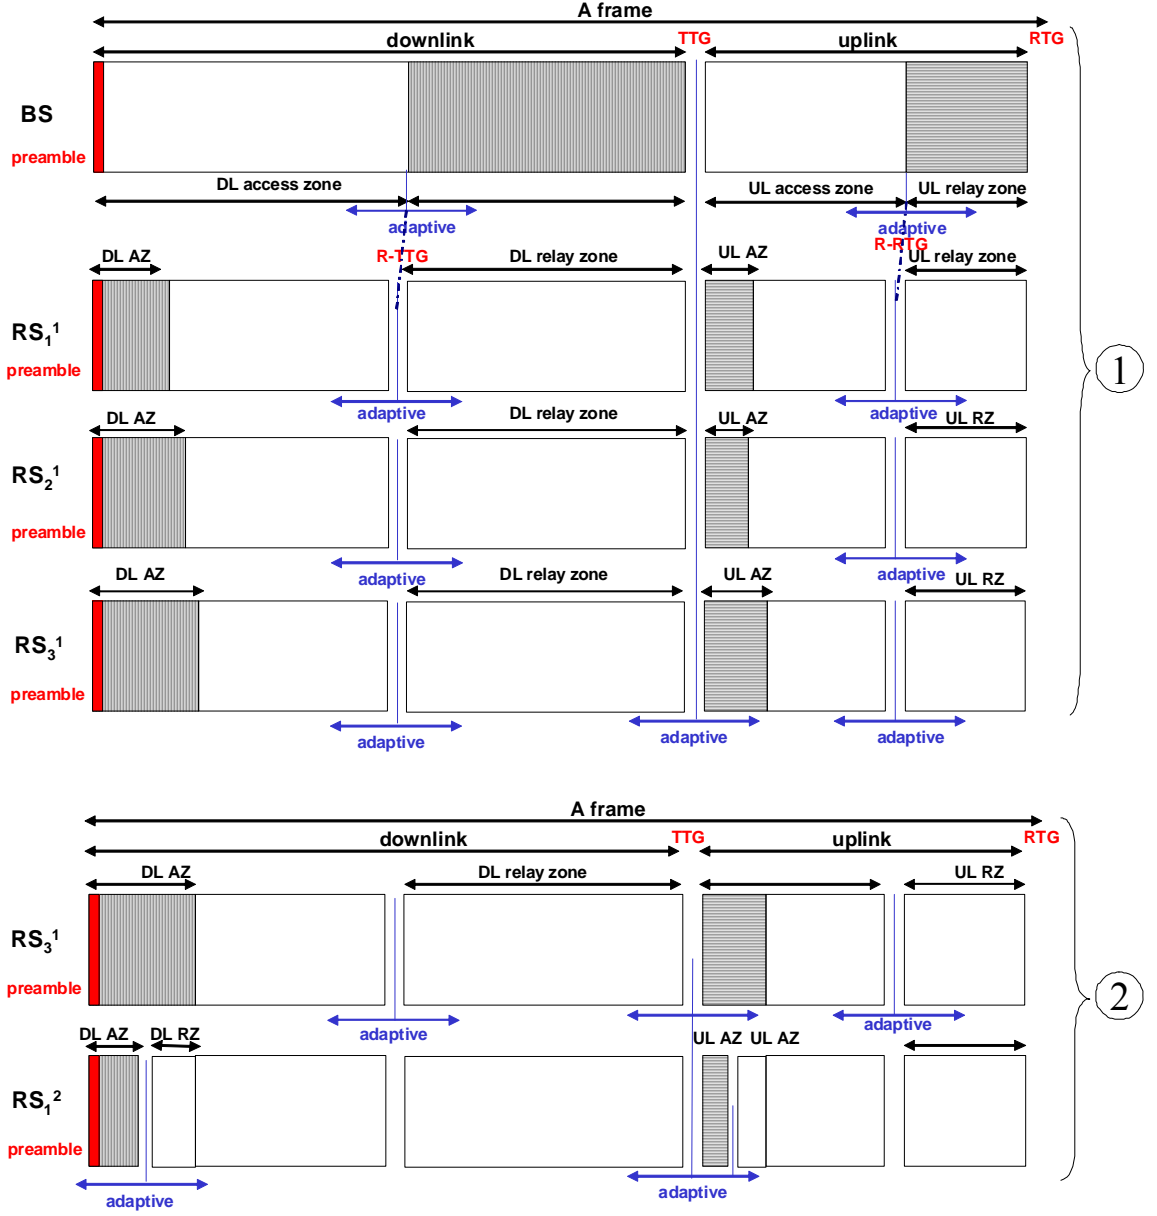 A frame
downlink TTG uplink RTG
BS
preamble
DL access zone UL access zone UL relay zone
adaptive adaptive
R-TTG R-RTG
DL AZ DL relay zone UL AZ UL relay zone
RS₁¹
preamble
1
adaptive adaptive
DL AZ DL relay zone UL AZ UL RZ
RS₂¹
preamble
adaptive adaptive
DL AZ DL relay zone UL AZ UL RZ
RS₃¹
preamble
adaptive adaptive adaptive
A frame
downlink TTG uplink RTG
DL AZ DL relay zone UL RZ
RS₃¹
preamble
2
adaptive adaptive
DL AZ DL RZ UL AZ UL AZ
RS₁²
preamble
adaptive adaptive